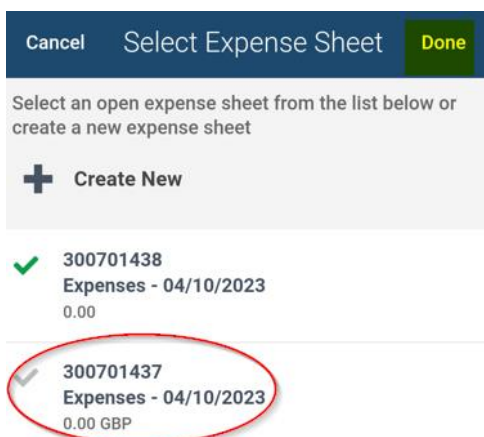 Cancel Select Expense Sheet Done
Select an open expense sheet from the list below or
create a new expense sheet
Create New
300701438
Expenses - 04/10/2023
0.00
300701437
Expenses - 04/10/2023
0.00 GBP